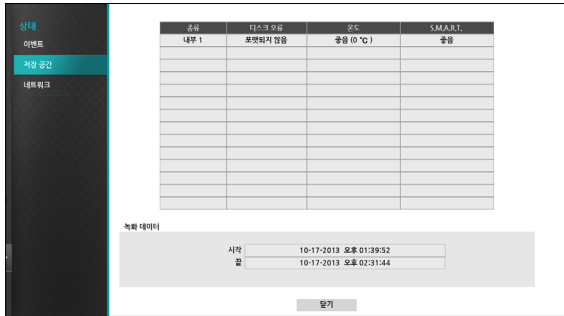 상태
이벤트
저장 공간
네트워크
종류 디스크 오류 온도 S.M.A.R.T.
내부 1 포맷되지 않음 좋음 (0 ℃ ) 좋음
녹화 데이터
시작 10-17-2013 오후 01:39:52
끝 10-17-2013 오후 02:31:44
닫기